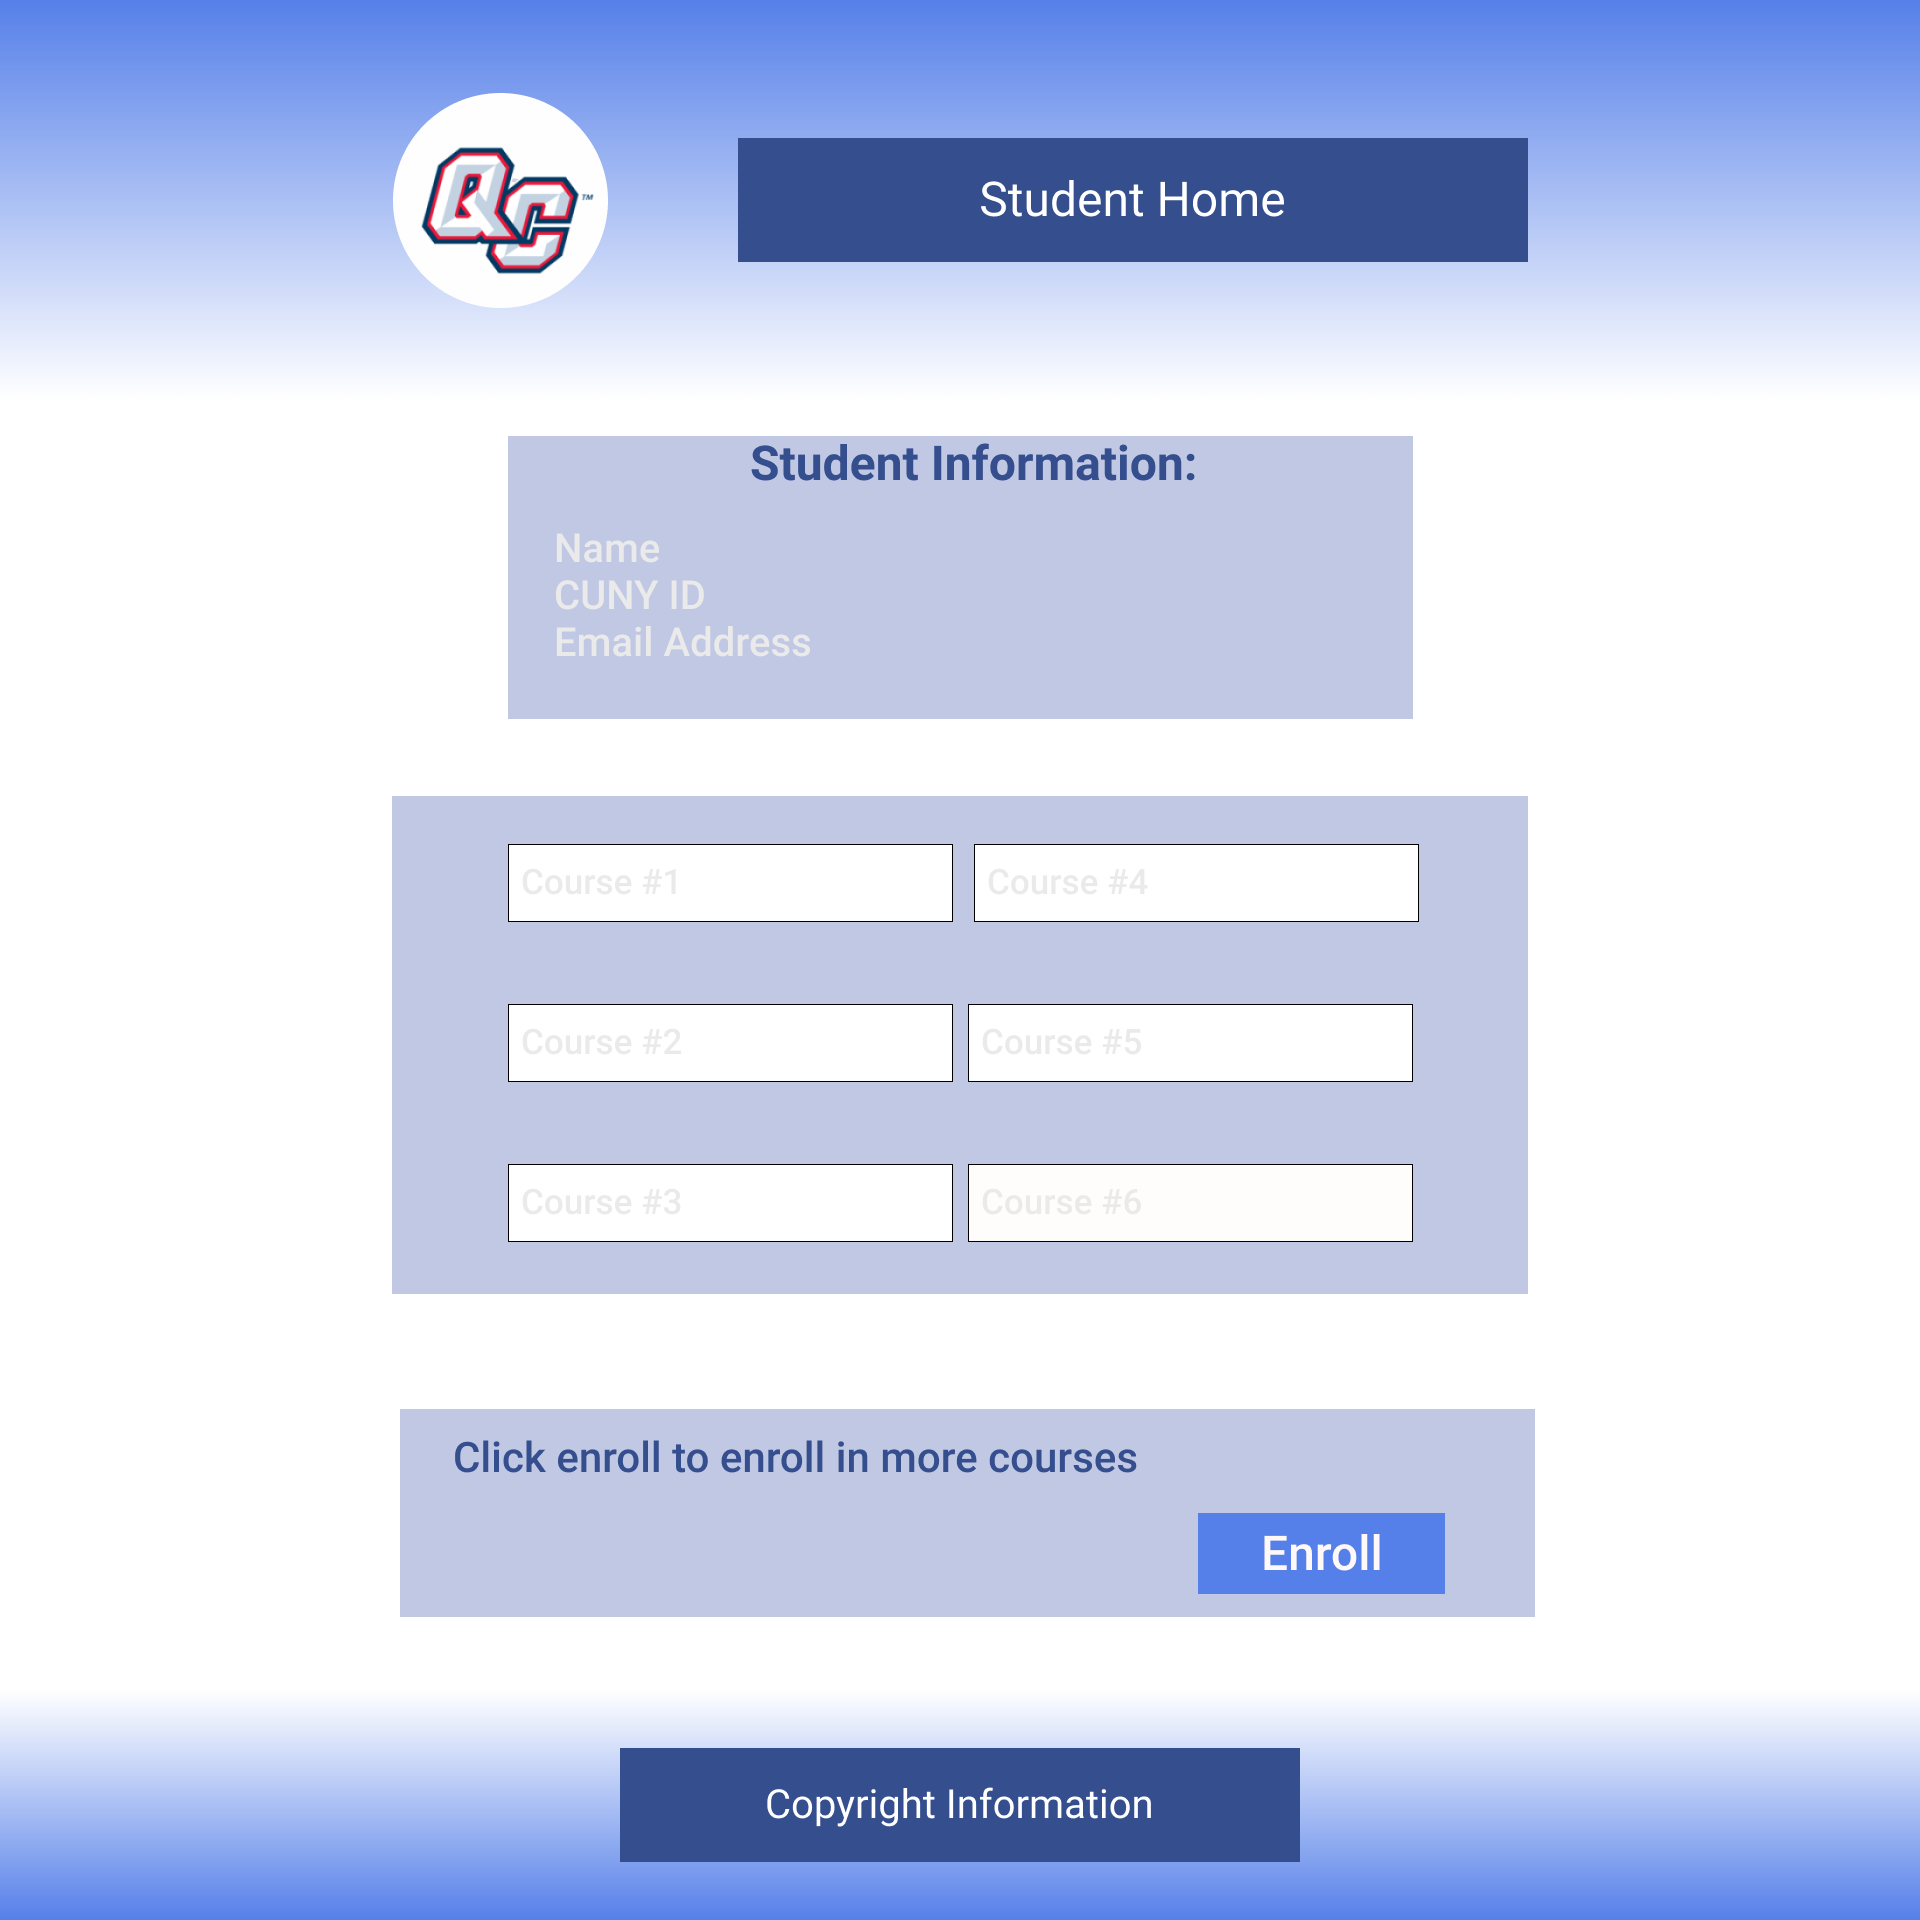 QC™
Student Home
Student Information:
Name
CUNY ID
Email Address
Course #1
Course #4
Course #2
Course #5
Course #3
Course #6
Click enroll to enroll in more courses
Enroll
Copyright Information